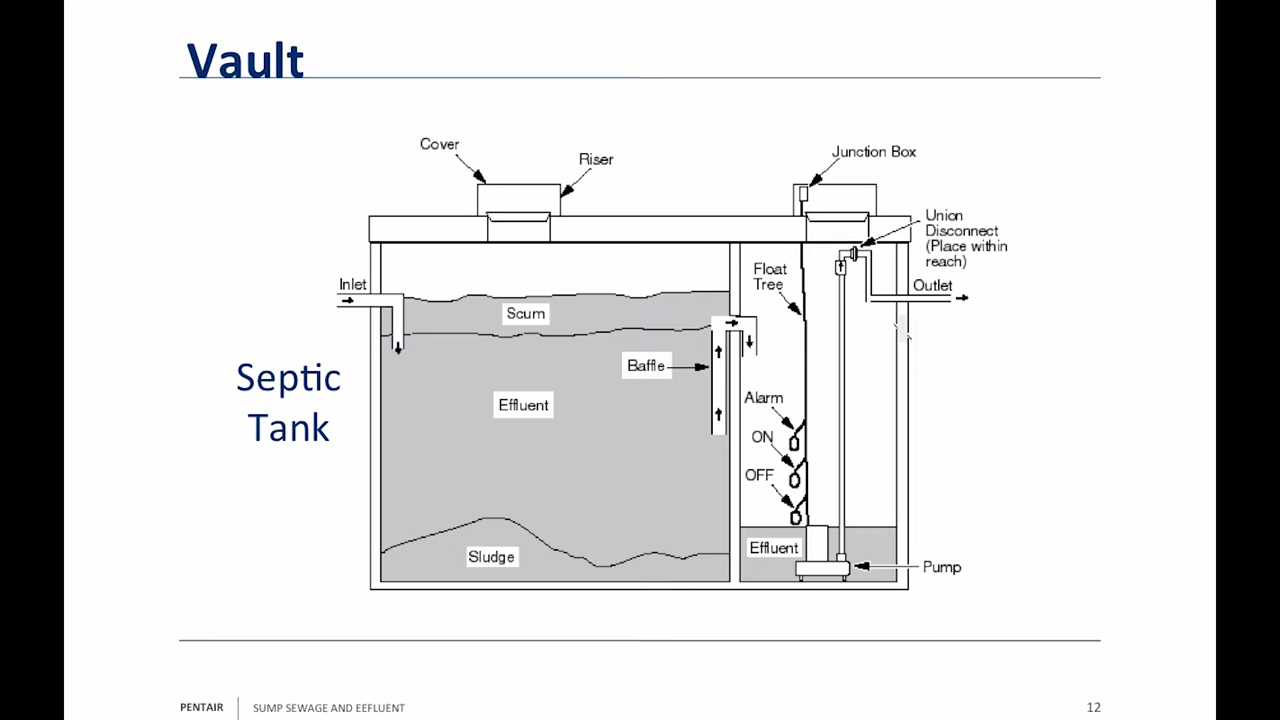 Vault
Cover
Riser
Junction Box
Union
Disconnect
(Place within
reach)
Float
Tree
Inlet
Outlet
Scum
Baffle
Septic
Tank
Effluent
Alarm
ON
OFF
Effluent
Sludge
Pump
PENTAIR
SUMP SEWAGE AND EEFLUENT
12